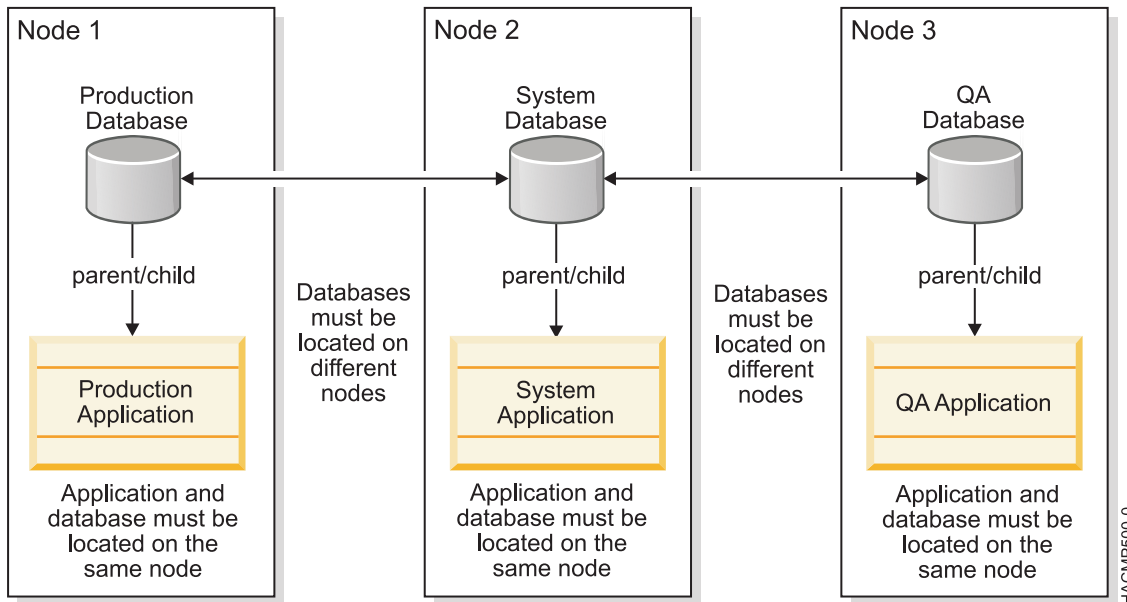 Node 1
Production
Database
parent/child
Production
Application
Application and
database must be
located on the
same node
Databases
must be
located on
different
nodes
Node 2
System
Database
parent/child
System
Application
Application and
database must be
located on the
same node
Databases
must be
located on
different
nodes
Node 3
QA
Database
parent/child
QA Application
Application and
database must be
located on the
same node